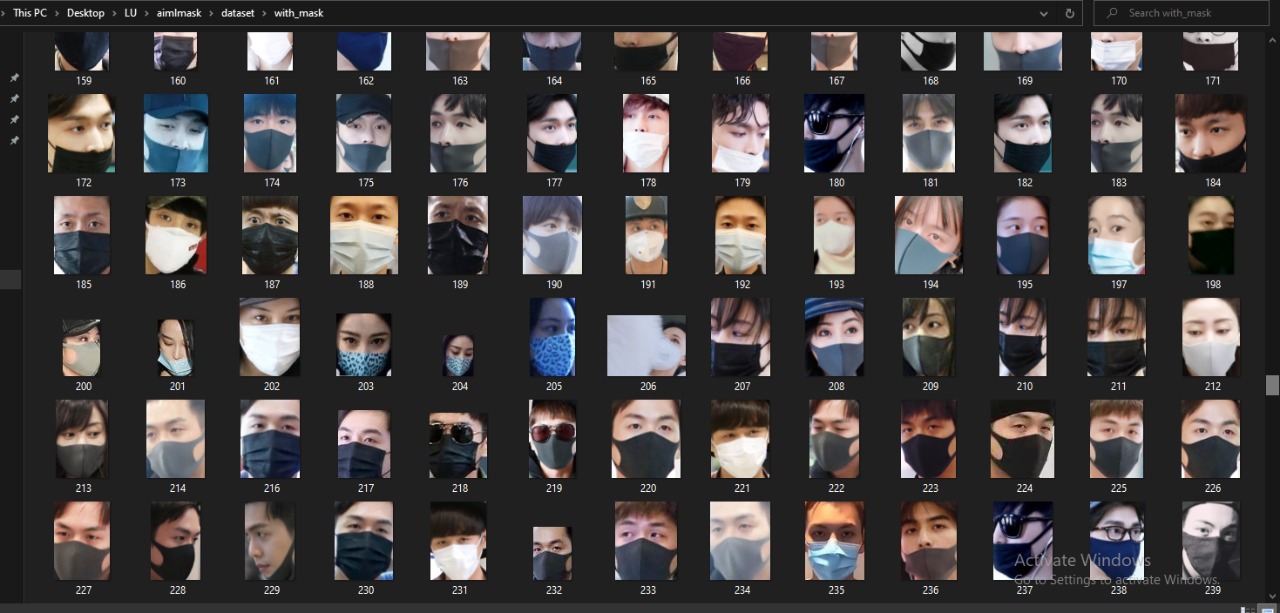 This PC > Desktop > LU > aimlmask > dataset > with_mask
Search with_mask
159 160 161 162 163 164 165 166 167 168 169 170 171
172 173 174 175 176 177 178 179 180 181 182 183 184
185 186 187 188 189 190 191 192 193 194 195 197 198
200 201 202 203 204 205 206 207 208 209 210 211 212
213 214 216 217 218 219 220 221 222 223 224 225 226
227 228 229 230 231 232 233 234 235 236 237 238 239
Activate Windows
Go to Settings to activate Windows.